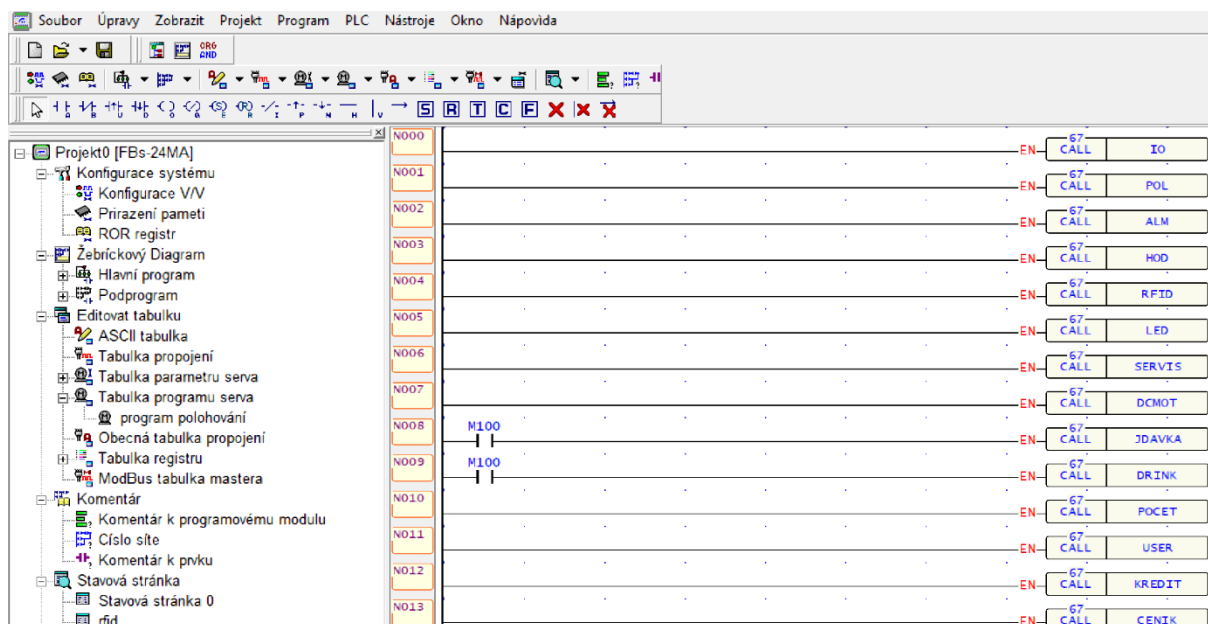 Soubor Úpravy Zobrazit Projekt Program PLC Nástroje Okno Nápovìda
ORG
AND
A B U D O Q E R I P N H V S R T C F
Projekt0 [FBs-24MA]
Konfigurace systému
Konfigurace V/V
Prirazení pameti
ROR registr
Žebríckový Diagram
Hlavní program
Podprogram
Editovat tabulku
ASCII tabulka
Tabulka propojení
Tabulka parametru serva
Tabulka programu serva
program polohování
Obecná tabulka propojení
Tabulka registru
ModBus tabulka mastera
Komentár
Komentár k programovému modulu
Císlo síte
Komentár k prvku
Stavová stránka
Stavová stránka 0
rfid
N000 EN 67 CALL IO
N001 EN 67 CALL POL
N002 EN 67 CALL ALM
N003 EN 67 CALL HOD
N004 EN 67 CALL RFID
N005 EN 67 CALL LED
N006 EN 67 CALL SERVIS
N007 EN 67 CALL DCMOT
N008 M100 EN 67 CALL JDAVKA
N009 M100 EN 67 CALL DRINK
N010 EN 67 CALL POCET
N011 EN 67 CALL USER
N012 EN 67 CALL KREDIT
N013 EN 67 CALL CENIK